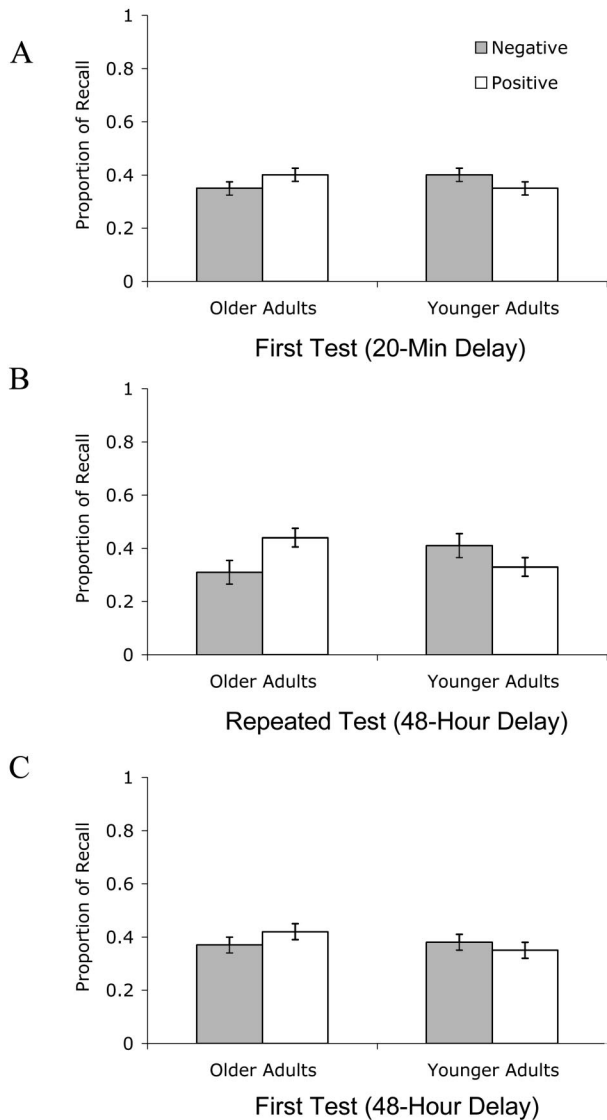 A
Proportion of Recall
1
0.8
0.6
0.4
0.2
0
Negative
Positive
Older Adults Younger Adults
First Test (20-Min Delay)
B
Proportion of Recall
1
0.8
0.6
0.4
0.2
0
Older Adults Younger Adults
Repeated Test (48-Hour Delay)
C
Proportion of Recall
1
0.8
0.6
0.4
0.2
0
Older Adults Younger Adults
First Test (48-Hour Delay)